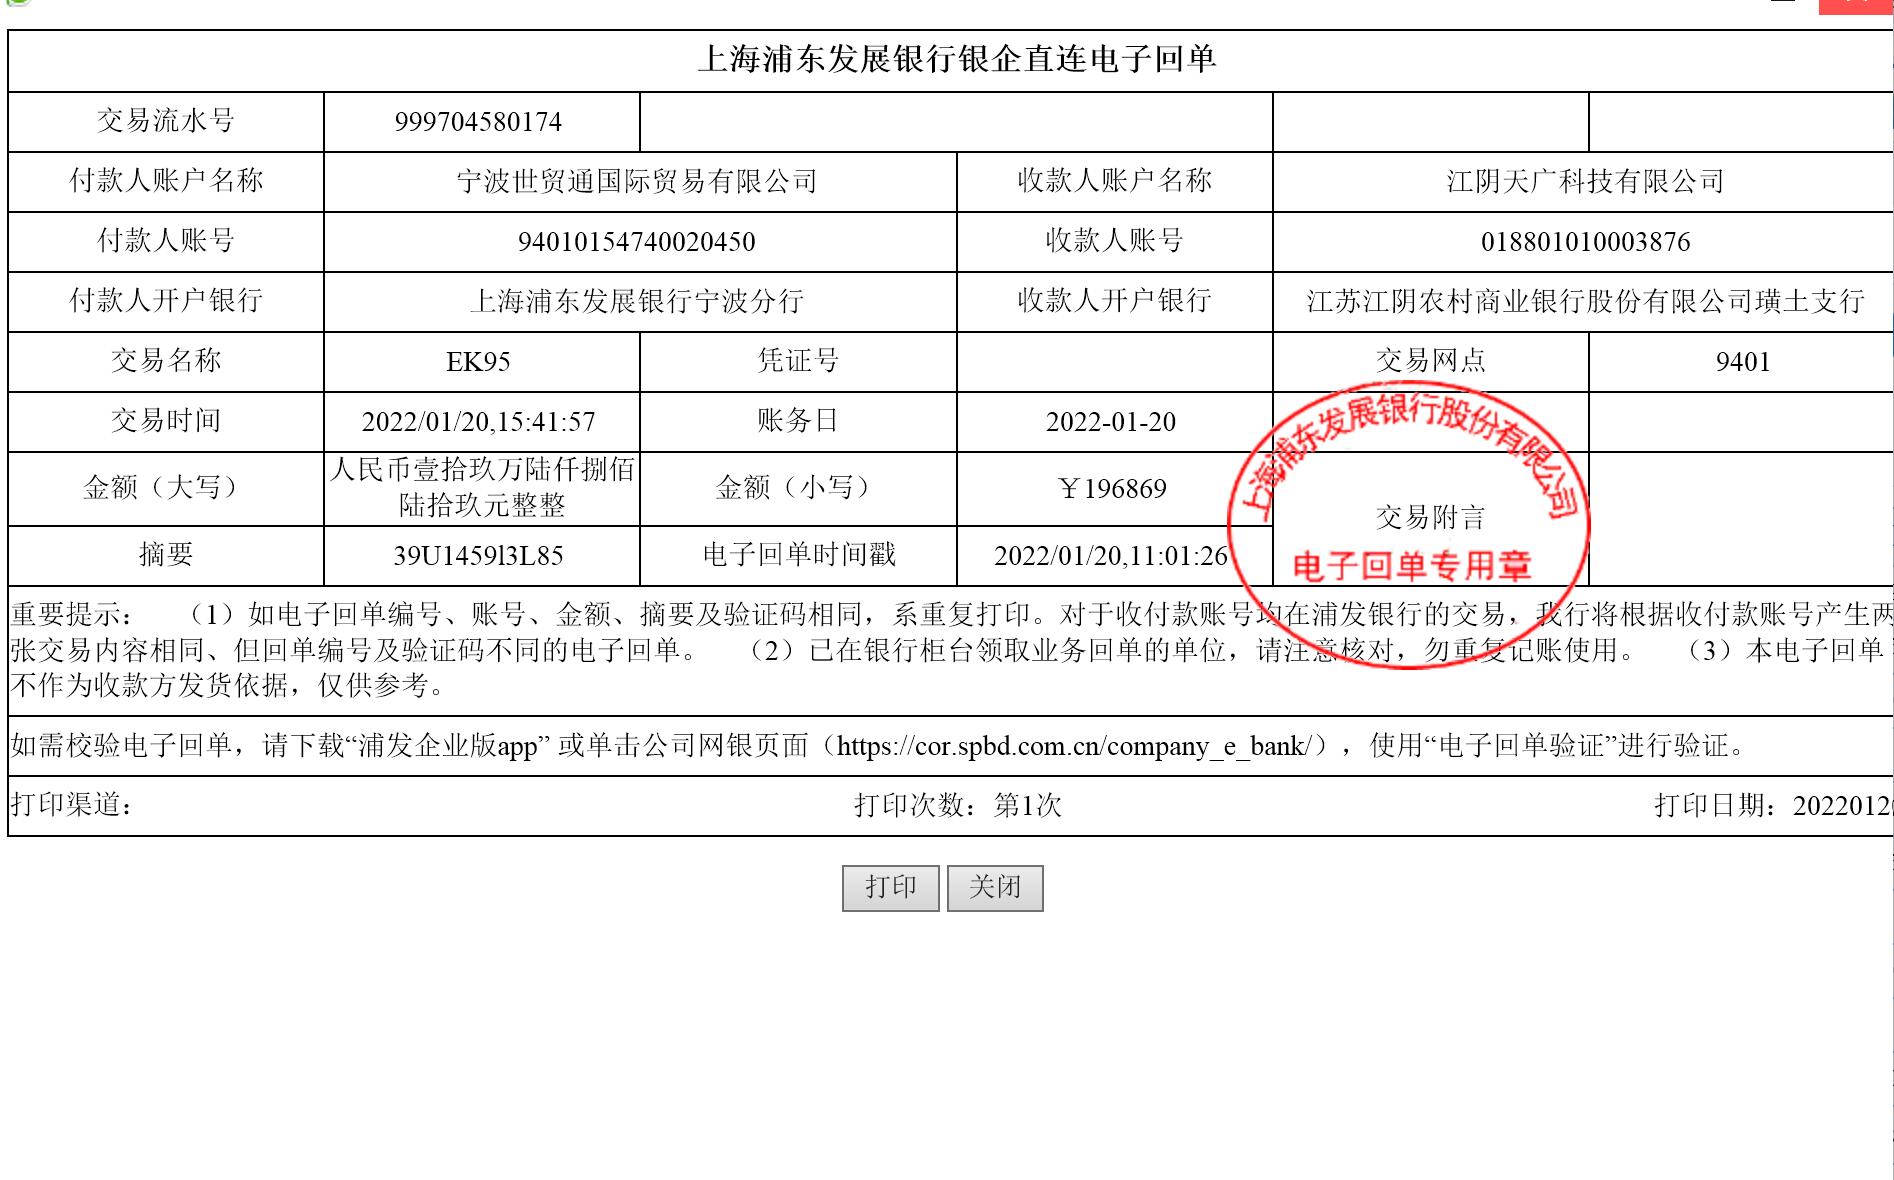 上海浦东发展银行银企直连电子回单
交易流水号 999704580174
付款人账户名称 宁波世贸通国际贸易有限公司 收款人账户名称 江阴天广科技有限公司
付款人账号 94010154740020450 收款人账号 018801010003876
付款人开户银行 上海浦东发展银行宁波分行 收款人开户银行 江苏江阴农村商业银行股份有限公司璜土支行
交易名称 EK95 凭证号 交易网点 9401
交易时间 2022/01/20,15:41:57 账务日 2022-01-20
金额（大写） 人民币壹拾玖万陆仟捌佰
陆拾玖元整整 金额（小写） ￥196869
交易附言
摘要 39U1459l3L85 电子回单时间戳 2022/01/20,11:01:26
上海浦东发展银行股份有限公司
电子回单专用章
重要提示： （1）如电子回单编号、账号、金额、摘要及验证码相同，系重复打印。对于收付款账号均在浦发银行的交易，我行将根据收付款账号产生两
张交易内容相同、但回单编号及验证码不同的电子回单。 （2）已在银行柜台领取业务回单的单位，请注意核对，勿重复记账使用。 （3）本电子回单
不作为收款方发货依据，仅供参考。
如需校验电子回单，请下载“浦发企业版app” 或单击公司网银页面（https://cor.spbd.com.cn/company_e_bank/），使用“电子回单验证”进行验证。
打印渠道： 打印次数：第1次 打印日期：2022012
打印 关闭